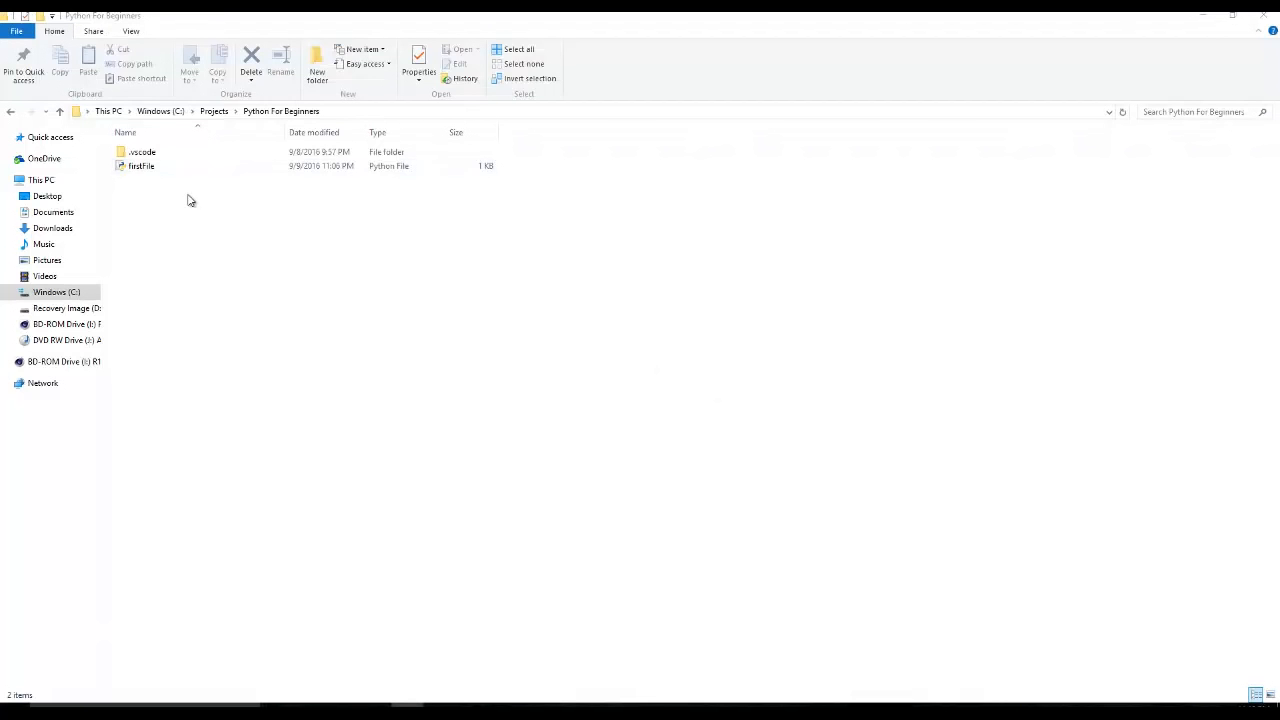 Python For Beginners
File Home Share View
Pin to Quick access
Copy
Paste
Cut
Copy path
Paste shortcut
Move to
Copy to
Delete
Rename
New folder
New item
Easy access
Properties
Open
Edit
History
Select all
Select none
Invert selection
Clipboard Organize New Open Select
This PC Windows (C:) Projects Python For Beginners
Search Python For Beginners
Name Date modified Type Size
.vscode 9/8/2016 9:57 PM File folder
firstFile 9/9/2016 11:06 PM Python File 1 KB
Quick access
OneDrive
This PC
Desktop
Documents
Downloads
Music
Pictures
Videos
Windows (C:)
Recovery Image (D:
BD-ROM Drive (I:) F
DVD RW Drive (J:) A
BD-ROM Drive (I:) R1
Network
2 items